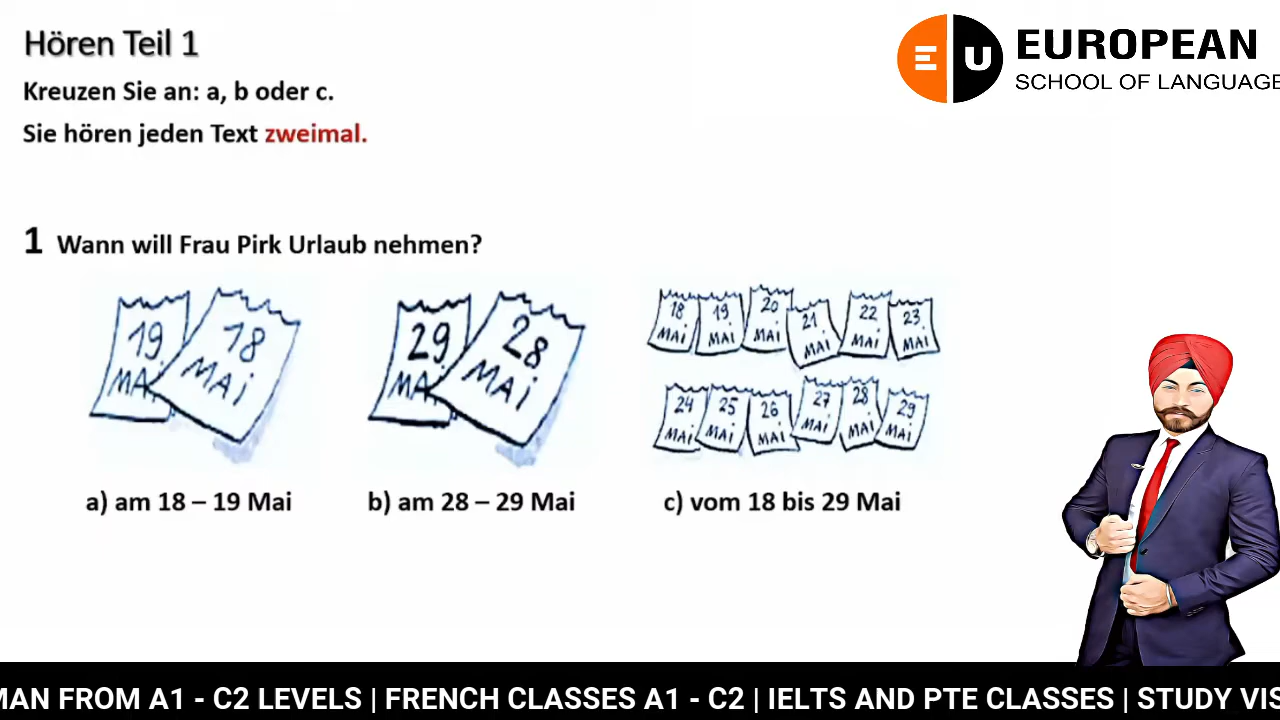 Hören Teil 1
EUROPEAN
E U
SCHOOL OF LANGUAGE
Kreuzen Sie an: a, b oder c.
Sie hören jeden Text zweimal.
1 Wann will Frau Pirk Urlaub nehmen?
19 MAi
18 MAi
29 MAi
28 MAi
18 MAi
19 MAi
20 MAi
21 MAi
22 MAi
23 MAi
24 MAi
25 MAi
26 MAi
27 MAi
28 MAi
29 MAi
a) am 18 – 19 Mai
b) am 28 – 29 Mai
c) vom 18 bis 29 Mai
MAN FROM A1 - C2 LEVELS | FRENCH CLASSES A1 - C2 | IELTS AND PTE CLASSES | STUDY VIS